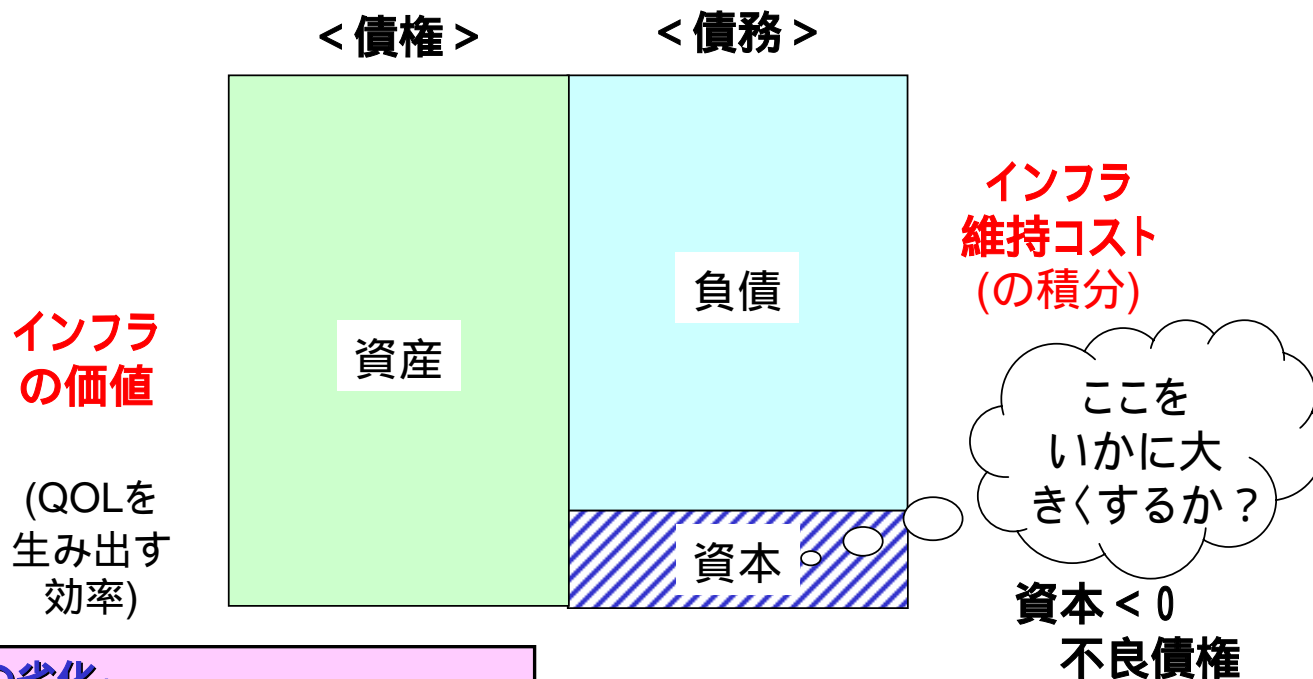 <債権>
<債務>
インフラ
維持コスト
(の積分)
負債
インフラ
の価値
資産
ここを
いかに大
きくするか?
(QOLを
生み出す
効率)
資本
資本<0
不良債権
の劣化